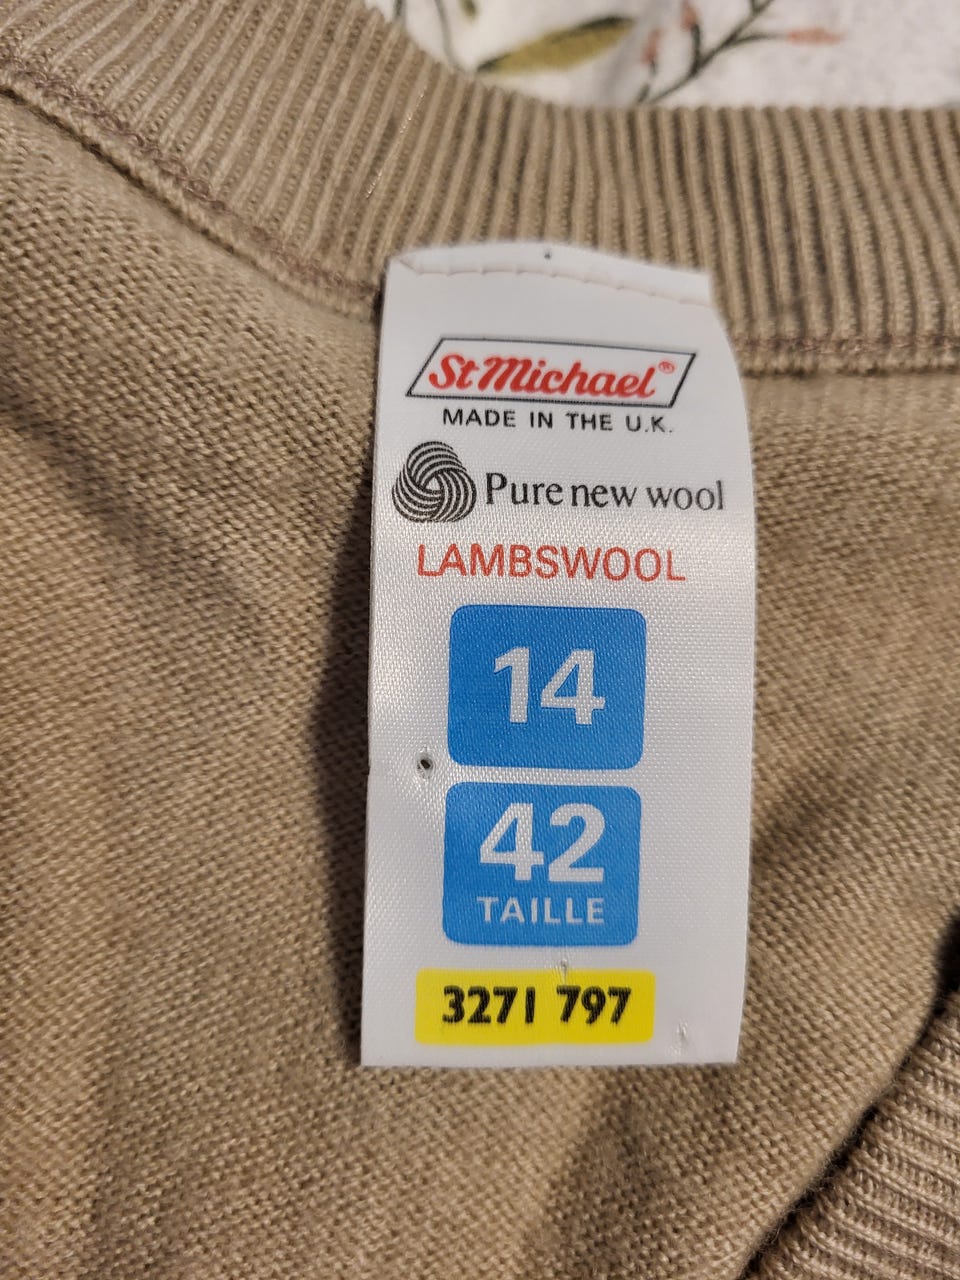 St Michael®
MADE IN THE U.K.
Pure new wool
LAMBSWOOL
14
42
TAILLE
3271 797